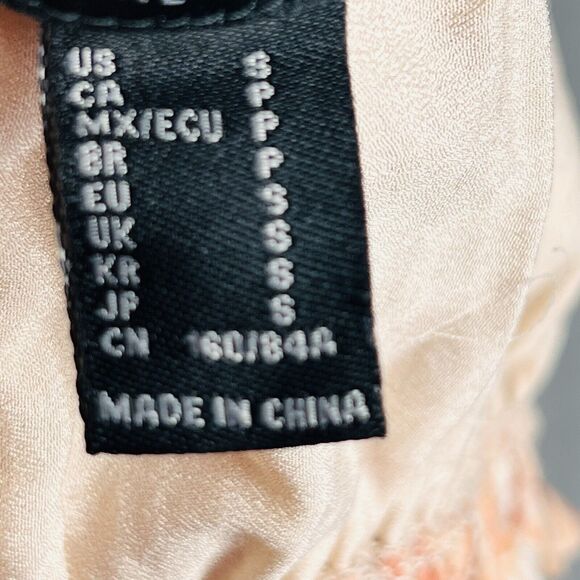 US S
CA P
MX/ECU P
BR P
EU S
UK S
KR S
JP S
CN 160/84A
MADE IN CHINA